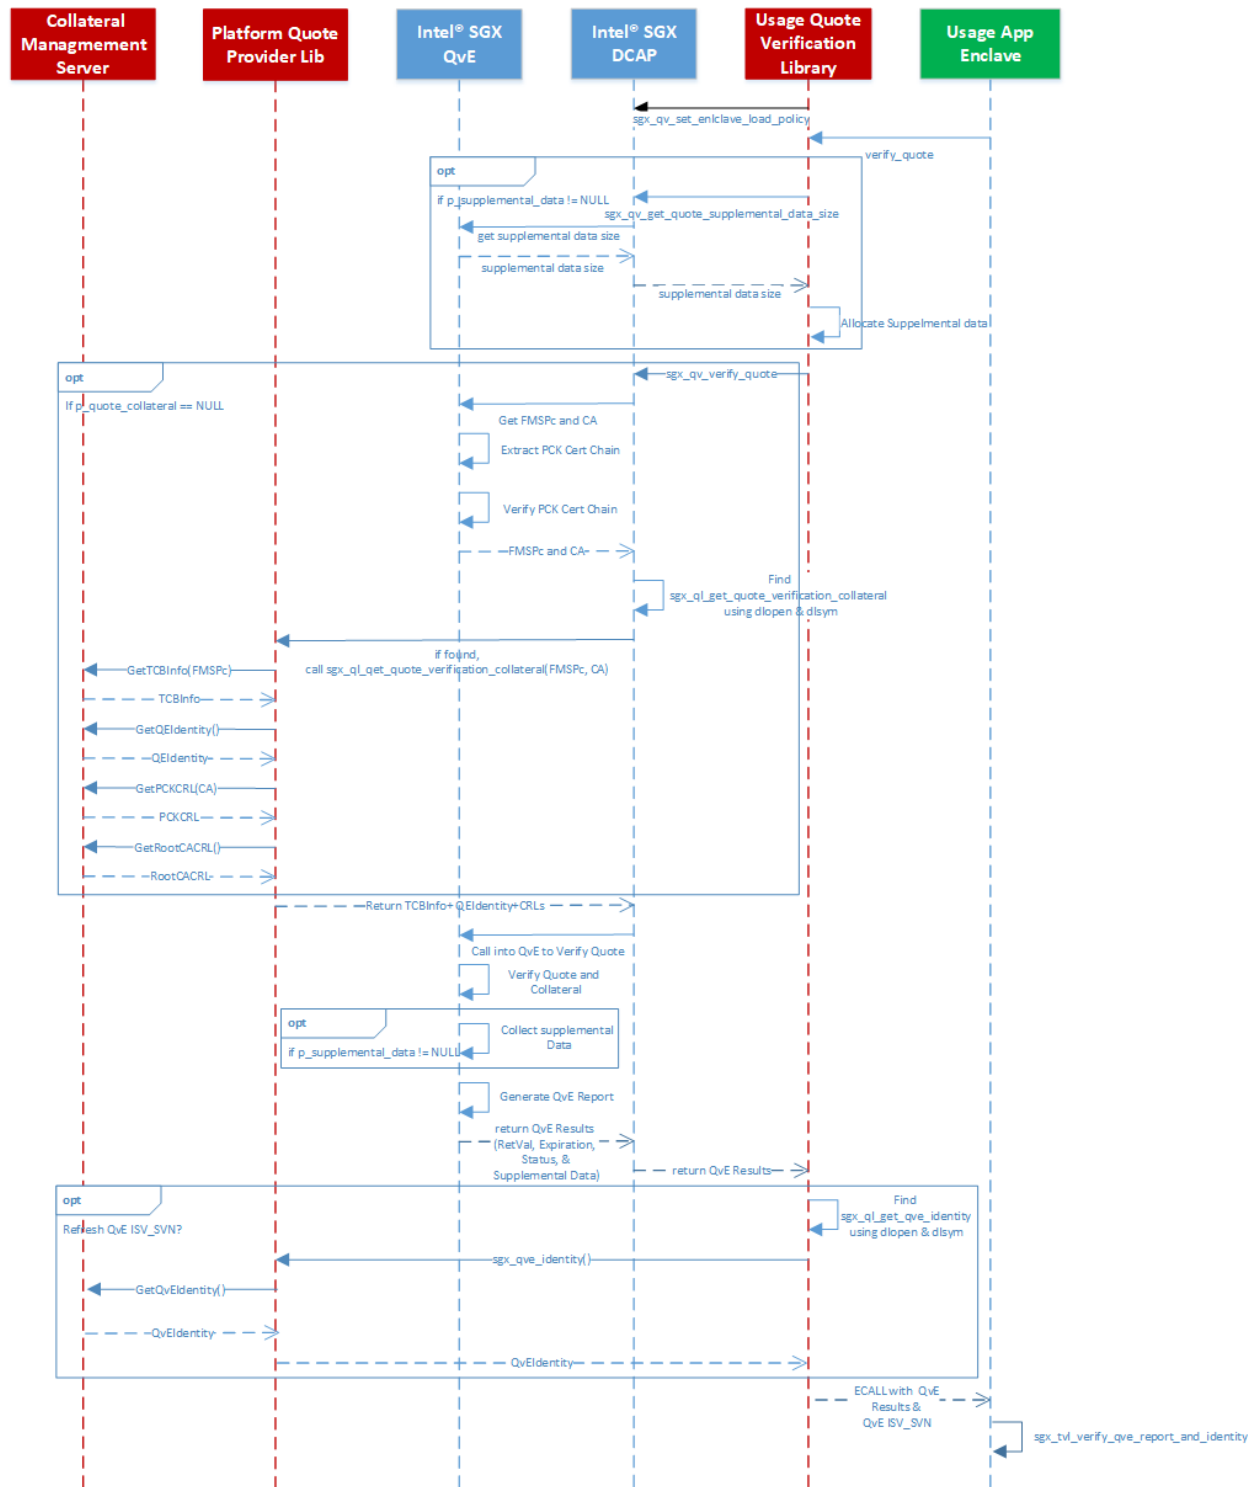 Collateral
Managmement
Server
Platform Quote
Provider Lib
Intel® SGX
QvE
Intel® SGX
DCAP
Usage Quote
Verification
Library
Usage App
Enclave
sgx_qv_set_enlclave_load_policy
verify_quote
opt
if p_supplemental_data != NULL
sgx_qv_get_quote_supplemental_data_size
get supplemental data size
supplemental data size
supplemental data size
Allocate Suppelmental data
opt
sgx_qv_verify_quote
If p_quote_collateral == NULL
Get FMSPc and CA
Extract PCK Cert Chain
Verify PCK Cert Chain
FMSPc and CA
Find
sgx_ql_get_quote_verification_collateral
using dlopen & dlsym
if found,
call sgx_ql_qet_quote_verification_collateral(FMSPc, CA)
GetTCBInfo(FMSPc)
TCBInfo
GetQEIdentity()
QEIdentity
GetPCKCRL(CA)
PCKCRL
GetRootCACRL()
RootCACRL
Return TCBInfo+QEIdentity+CRLs
Call into QvE to Verify Quote
Verify Quote and
Collateral
opt
Collect supplemental
Data
if p_supplemental_data != NULL
Generate QvE Report
return QvE Results
(RetVal, Expiration,
Status, &
Supplemental Data)
return QvE Results
opt
Refresh QvE ISV_SVN?
Find
sgx_ql_get_qve_identity
using dlopen & dlsym
sgx_qve_identity()
GetQvEIdentity()
QvEIdentity
QvEIdentity
ECALL with QvE
Results &
QvE ISV_SVN
sgx_tvl_verify_qve_report_and_identity